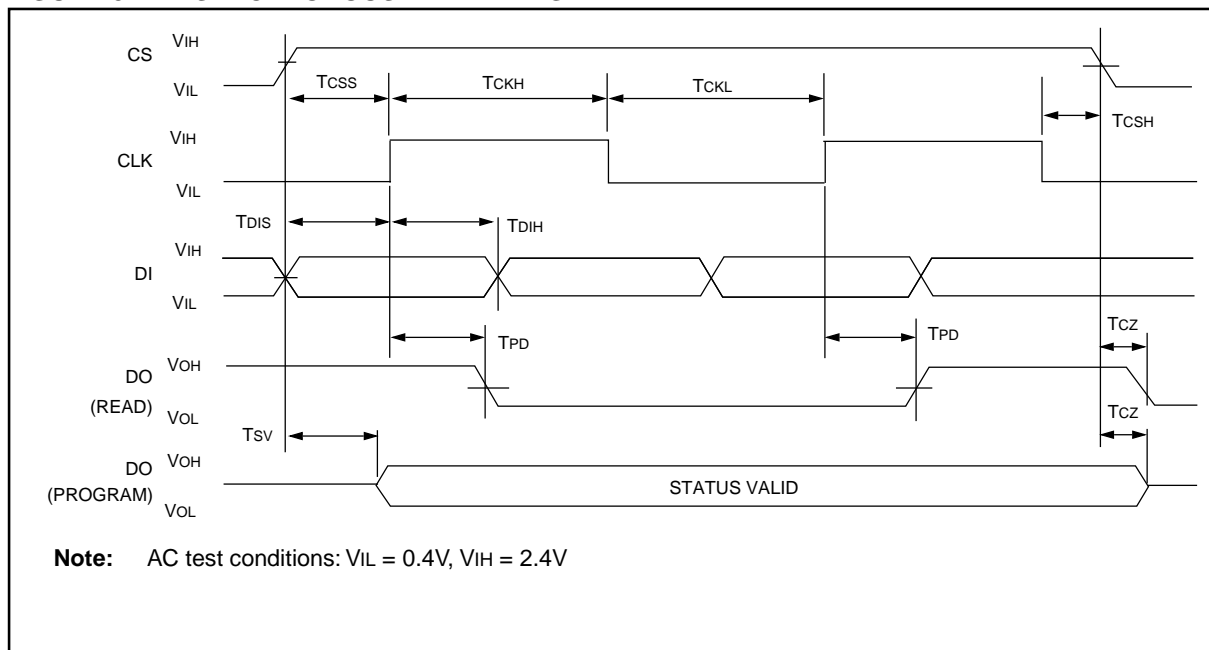 CS
VIH
VIL
TCSS
TCKH
TCKL
TCSH
CLK
VIH
VIL
TDIS
TDIH
DI
VIH
VIL
TPD
TPD
TCZ
DO
(READ)
VOH
VOL
TCZ
TSV
DO
(PROGRAM)
VOH
VOL
STATUS VALID
Note: AC test conditions: VIL = 0.4V, VIH = 2.4V